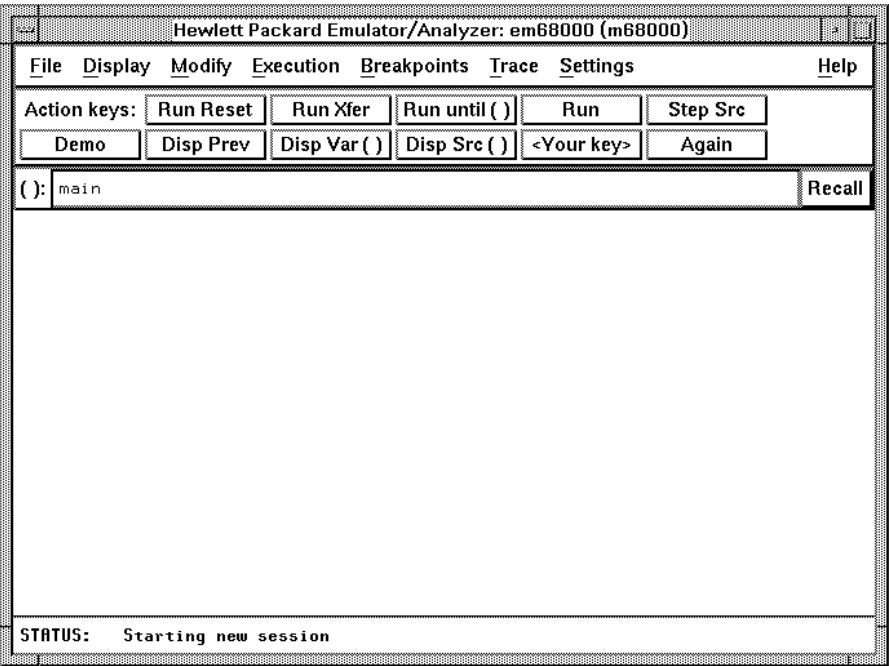 Hewlett Packard Emulator/Analyzer: em68000 (m68000)
File Display Modify Execution Breakpoints Trace Settings Help
Action keys: Run Reset Run Xfer Run until ( ) Run Step Src
Demo Disp Prev Disp Var ( ) Disp Src ( ) <Your key> Again
( ): main Recall
STATUS: Starting new session